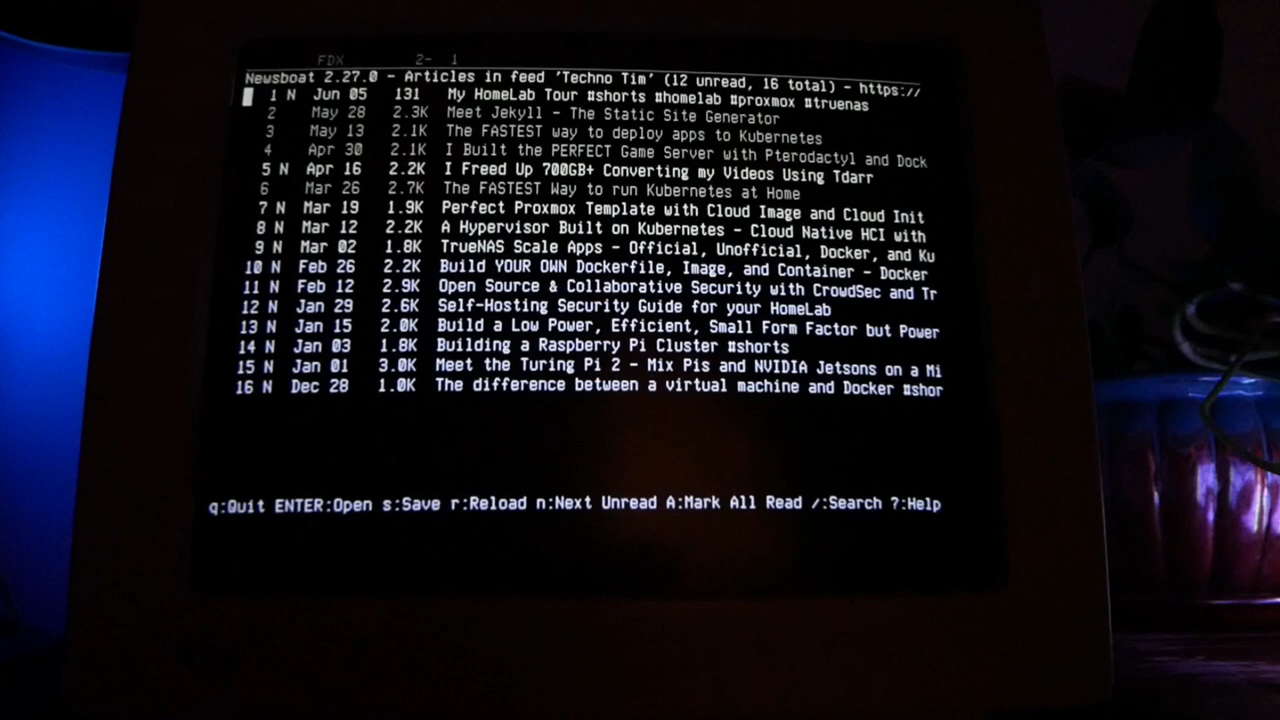 FDX 2- 1
Newsboat 2.27.0 - Articles in feed 'Techno Tim' (12 unread, 16 total) - https://
1 N Jun 05 131 My HomeLab Tour #shorts #homelab #proxmox #truenas
2 May 28 2.3K Meet Jekyll - The Static Site Generator
3 May 13 2.1K The FASTEST way to deploy apps to Kubernetes
4 Apr 30 2.1K I Built the PERFECT Game Server with Pterodactyl and Dock
5 N Apr 16 2.2K I Freed Up 700GB+ Converting my Videos Using Tdarr
6 Mar 26 2.7K The FASTEST Way to run Kubernetes at Home
7 N Mar 19 1.9K Perfect Proxmox Template with Cloud Image and Cloud Init
8 N Mar 12 2.2K A Hypervisor Built on Kubernetes - Cloud Native HCI with
9 N Mar 02 1.8K TrueNAS Scale Apps - Official, Unofficial, Docker, and Ku
10 N Feb 26 2.2K Build YOUR OWN Dockerfile, Image, and Container - Docker
11 N Feb 12 2.9K Open Source & Collaborative Security with CrowdSec and Tr
12 N Jan 29 2.6K Self-Hosting Security Guide for your HomeLab
13 N Jan 15 2.0K Build a Low Power, Efficient, Small Form Factor but Power
14 N Jan 03 1.8K Building a Raspberry Pi Cluster #shorts
15 N Jan 01 3.0K Meet the Turing Pi 2 - Mix Pis and NVIDIA Jetsons on a Mi
16 N Dec 28 1.0K The difference between a virtual machine and Docker #shor
q:Quit ENTER:Open s:Save r:Reload n:Next Unread A:Mark All Read /:Search ?:Help